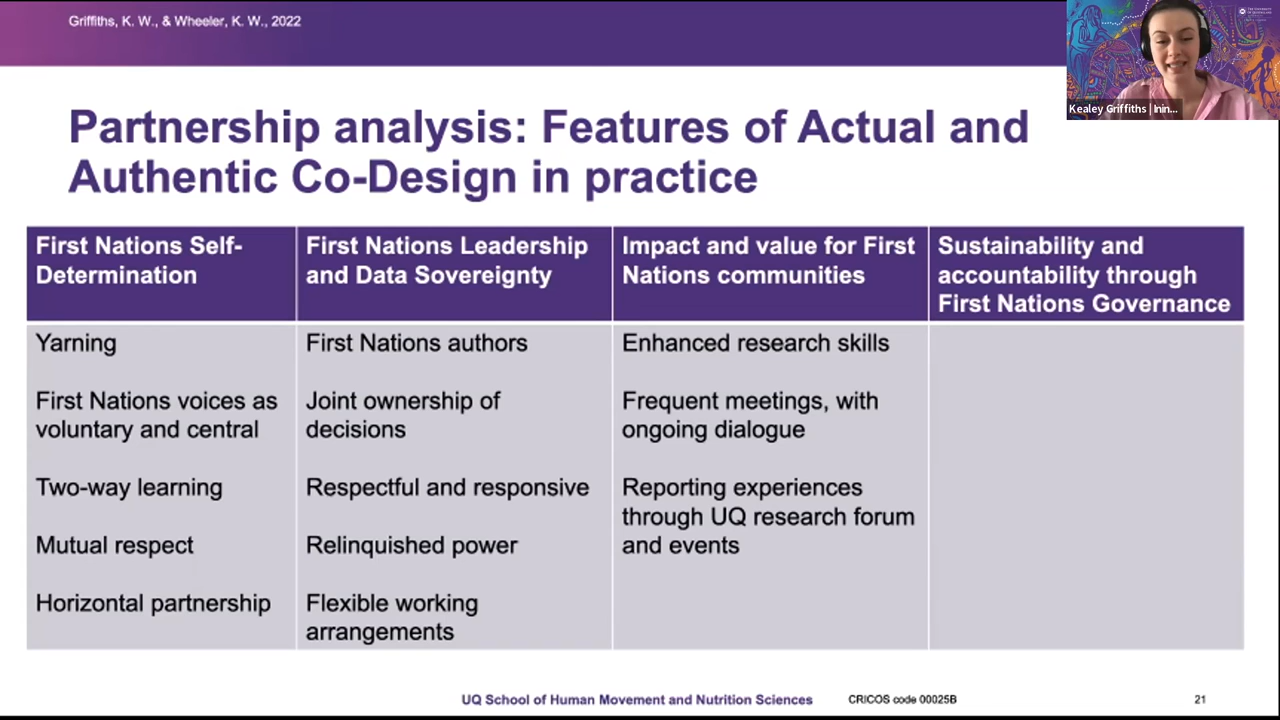 Griffiths, K. W., & Wheeler, K. W., 2022
THE UNIVERSITY
OF QUEENSLAND
Kealey Griffiths | Inin...
Partnership analysis: Features of Actual and
Authentic Co-Design in practice
First Nations Self-
Determination
First Nations Leadership
and Data Sovereignty
Impact and value for First
Nations communities
Sustainability and
accountability through
First Nations Governance
Yarning
First Nations voices as
voluntary and central
Two-way learning
Mutual respect
Horizontal partnership
First Nations authors
Joint ownership of
decisions
Respectful and responsive
Relinquished power
Flexible working
arrangements
Enhanced research skills
Frequent meetings, with
ongoing dialogue
Reporting experiences
through UQ research forum
and events
UQ School of Human Movement and Nutrition Sciences
CRICOS code 00025B
21